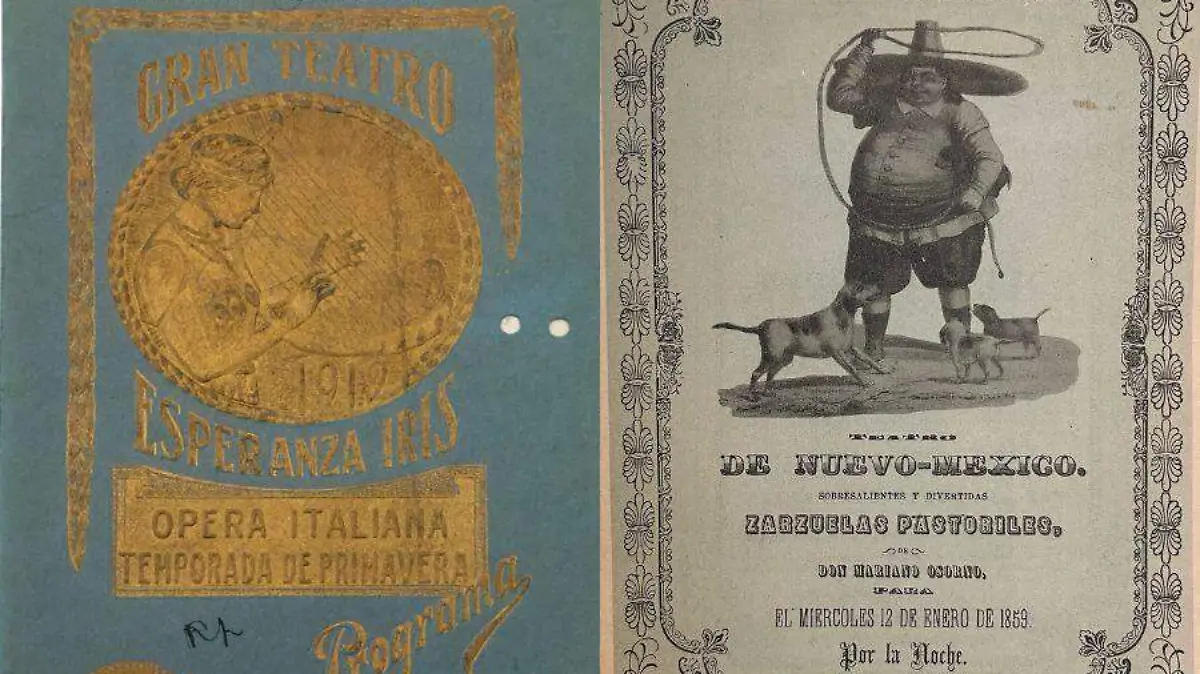 GRAN TEATRO
ESPERANZA IRIS
OPERA ITALIANA
TEMPORADA DE PRIMAVERA
Programa
TEATRO
DE NUEVO-MEXICO.
SOBRESALIENTES Y DIVERTIDAS
ZARZUELAS PASTORILES,
DE
DON MARIANO OSORNO,
PARA
EL MIERCOLES 12 DE ENERO DE 1859.
Por la Noche.